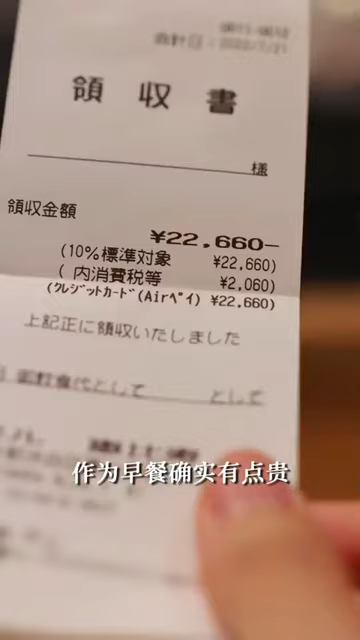 領収書
様
領収金額
¥22,660-
(10%標準対象 ¥22,660)
(内消費税等 ¥2,060)
(クレジットカード(Airペイ) ¥22,660)
上記正に領収いたしました
として
作为早餐确实有点贵